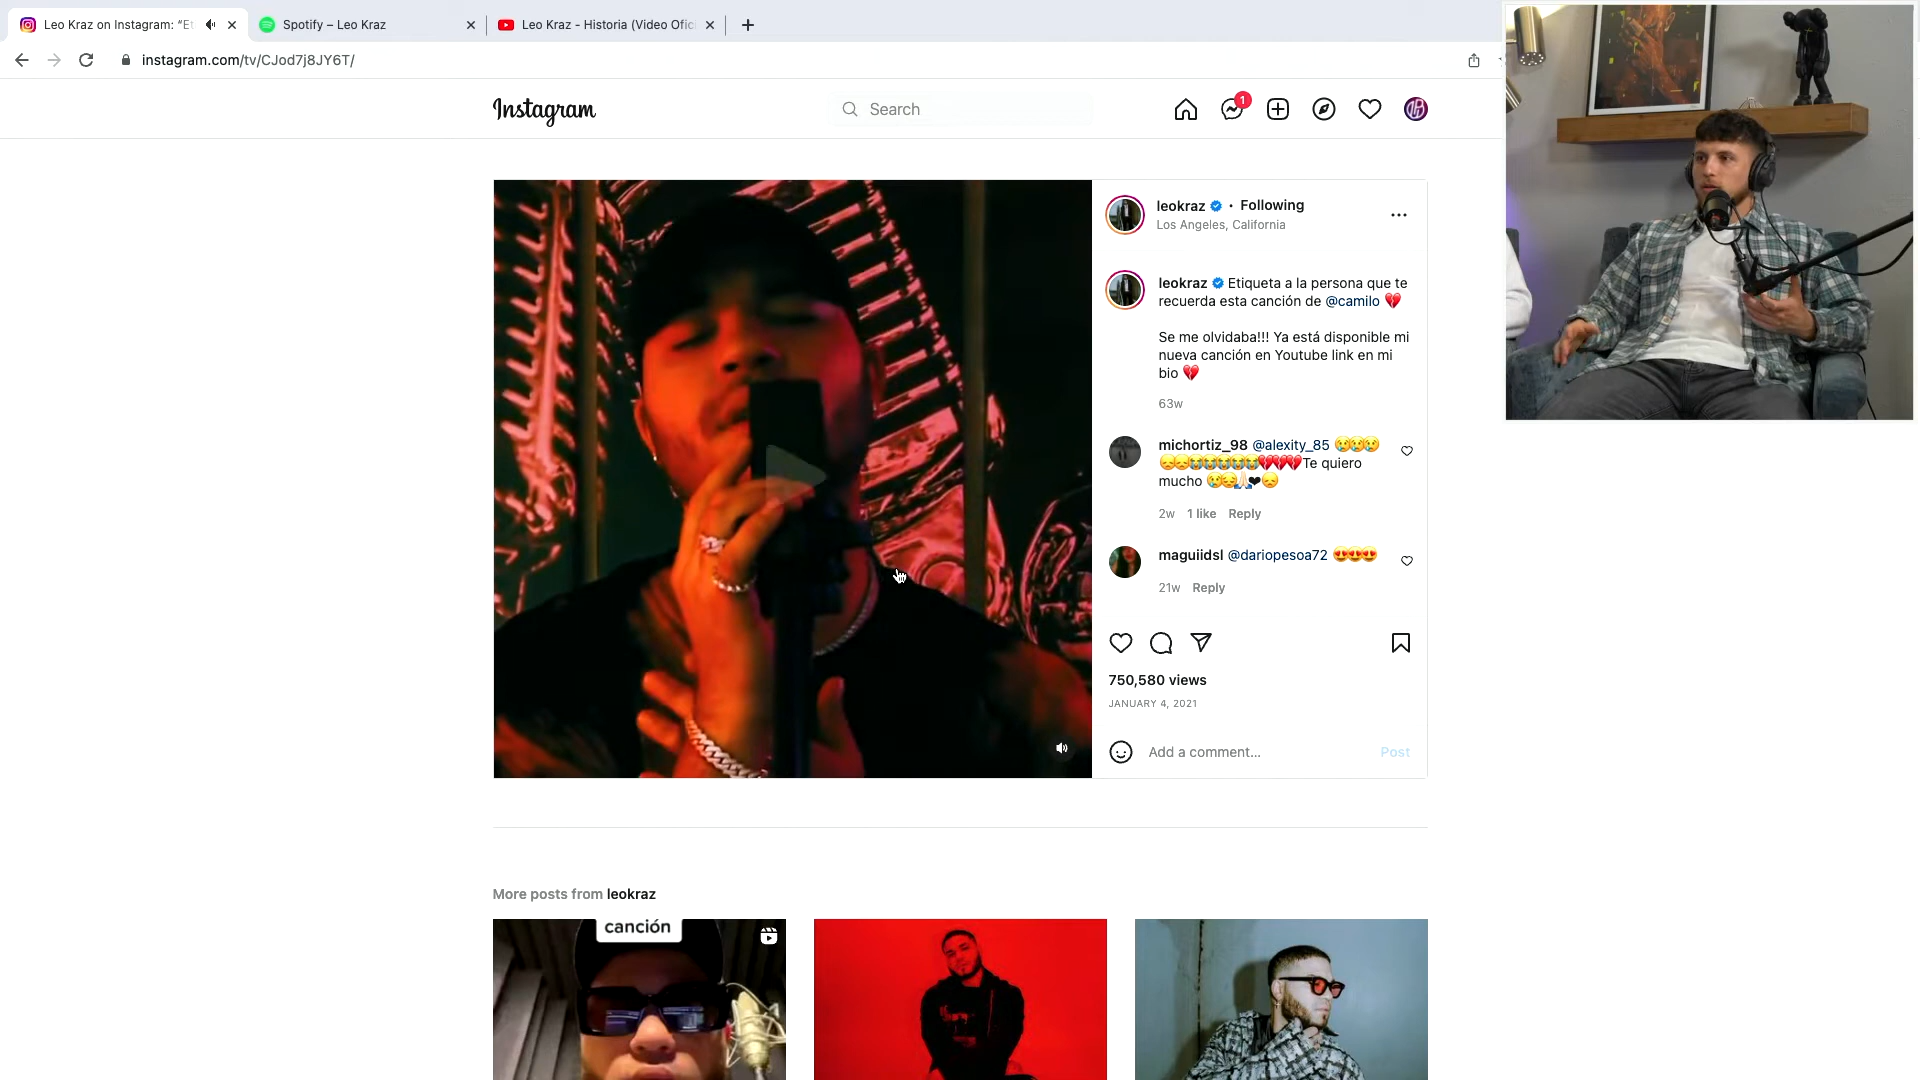 Leo Kraz on Instagram: “Et
Spotify – Leo Kraz
Leo Kraz - Historia (Video Ofic
instagram.com/tv/CJod7j8JY6T/
Instagram
Search
1
leokraz • Following
Los Angeles, California
leokraz Etiqueta a la persona que te
recuerda esta canción de @camilo 💔
Se me olvidaba!!! Ya está disponible mi
nueva canción en Youtube link en mi
bio 💔
63w
michortiz_98 @alexity_85 😢😢😢
😞😞😭😭😭😭😭💔💔💔Te quiero
mucho 😢😔🙏🏻❤😞
2w 1 like Reply
maguiidsl @dariopesoa72 😍😍😍
21w Reply
750,580 views
JANUARY 4, 2021
Add a comment...
Post
More posts from leokraz
canción